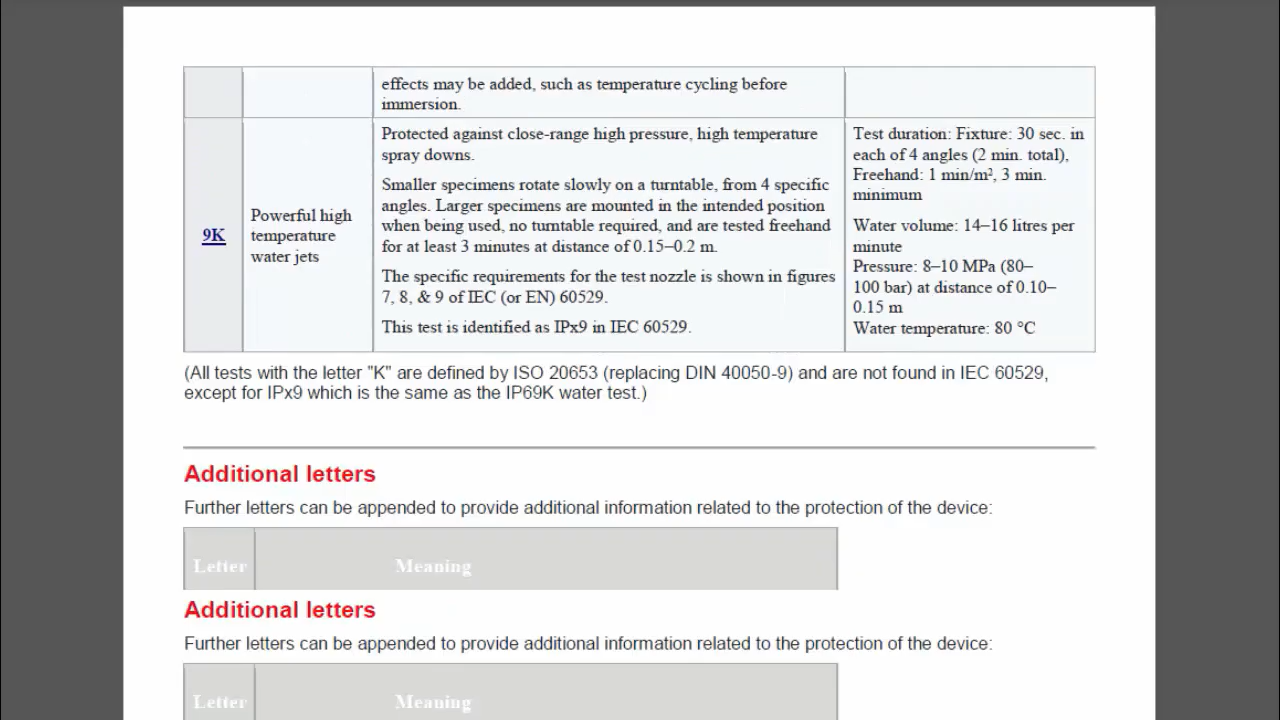 effects may be added, such as temperature cycling before
immersion.
9K
Powerful high
temperature
water jets
Protected against close-range high pressure, high temperature
spray downs.
Smaller specimens rotate slowly on a turntable, from 4 specific
angles. Larger specimens are mounted in the intended position
when being used, no turntable required, and are tested freehand
for at least 3 minutes at distance of 0.15–0.2 m.
The specific requirements for the test nozzle is shown in figures
7, 8, & 9 of IEC (or EN) 60529.
This test is identified as IPx9 in IEC 60529.
Test duration: Fixture: 30 sec. in
each of 4 angles (2 min. total),
Freehand: 1 min/m², 3 min.
minimum
Water volume: 14–16 litres per
minute
Pressure: 8–10 MPa (80–
100 bar) at distance of 0.10–
0.15 m
Water temperature: 80 °C
(All tests with the letter "K" are defined by ISO 20653 (replacing DIN 40050-9) and are not found in IEC 60529,
except for IPx9 which is the same as the IP69K water test.)
Additional letters
Further letters can be appended to provide additional information related to the protection of the device:
Letter Meaning
Additional letters
Further letters can be appended to provide additional information related to the protection of the device:
Letter Meaning